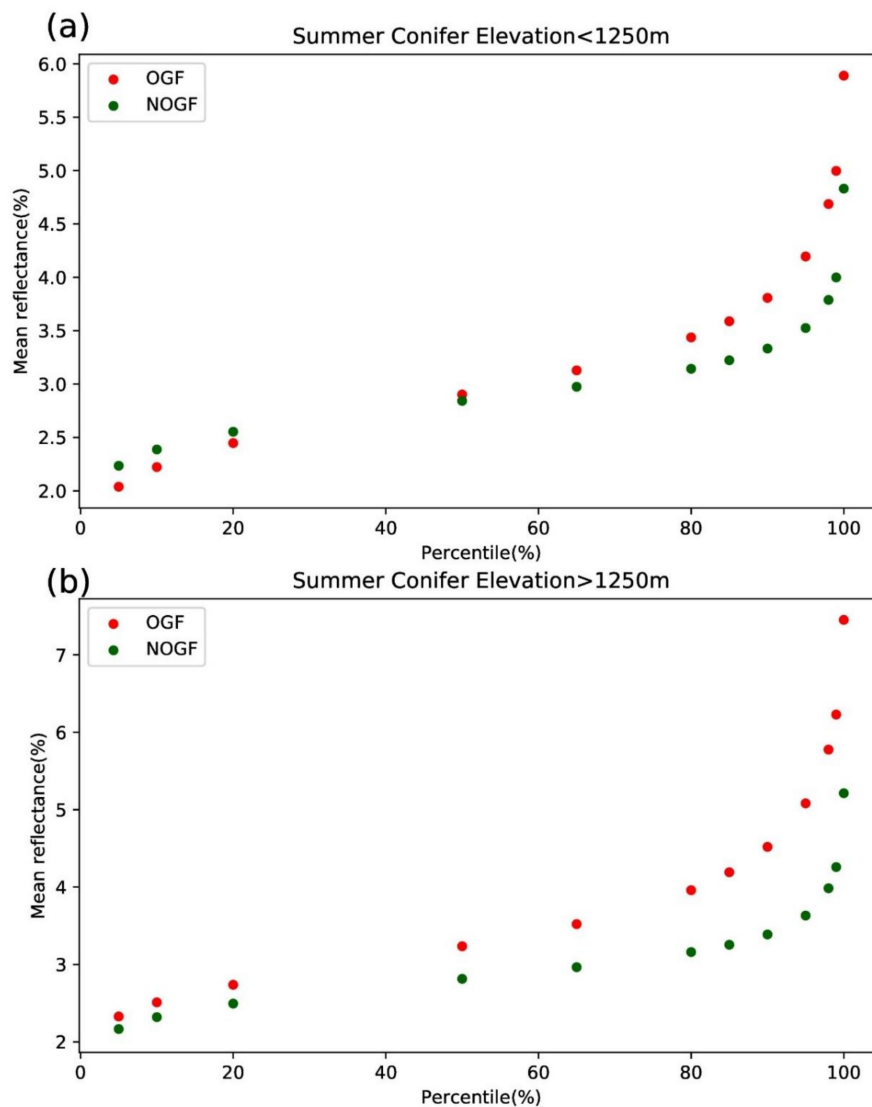 (a)
Summer Conifer Elevation<1250m
OGF
NOGF
Mean reflectance(%)
6.0
5.5
5.0
4.5
4.0
3.5
3.0
2.5
2.0
0 20 40 60 80 100
Percentile(%)
(b)
Summer Conifer Elevation>1250m
OGF
NOGF
Mean reflectance(%)
7
6
5
4
3
2
0 20 40 60 80 100
Percentile(%)